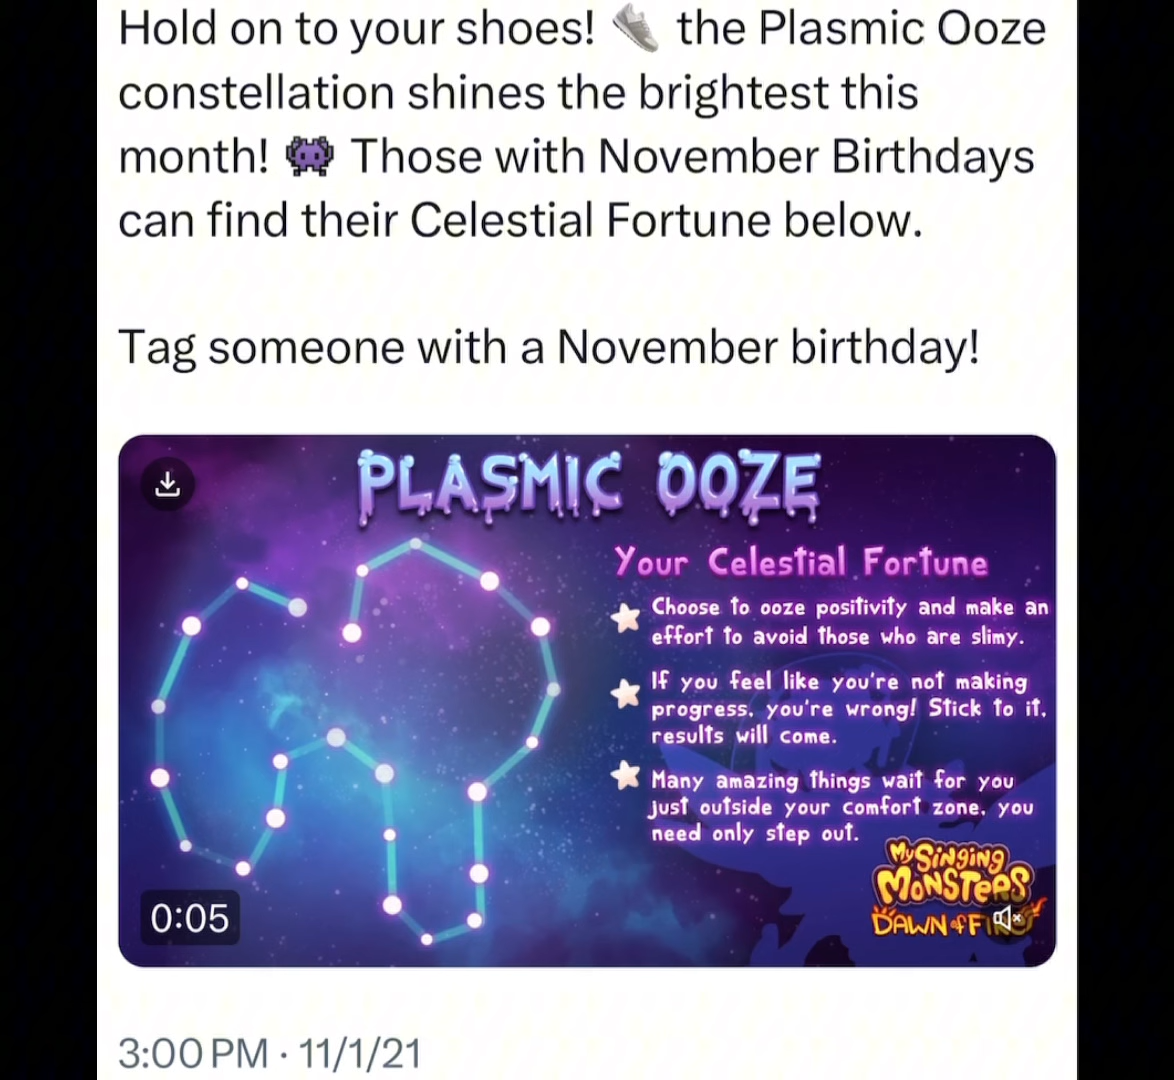 Hold on to your shoes! 👟 the Plasmic Ooze
constellation shines the brightest this
month! 👾 Those with November Birthdays
can find their Celestial Fortune below.
Tag someone with a November birthday!
PLASMIC OOZE
Your Celestial Fortune
Choose to ooze positivity and make an
effort to avoid those who are slimy.
If you feel like you're not making
progress, you're wrong! Stick to it,
results will come.
Many amazing things wait for you
just outside your comfort zone, you
need only step out.
My Singing
Monsters
DAWN of FIRE
0:05
3:00 PM · 11/1/21